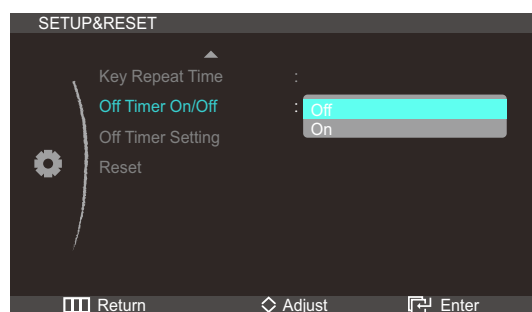 SETUP&RESET
Key Repeat Time :
Off Timer On/Off : Off
On
Off Timer Setting
Reset
Return Adjust Enter